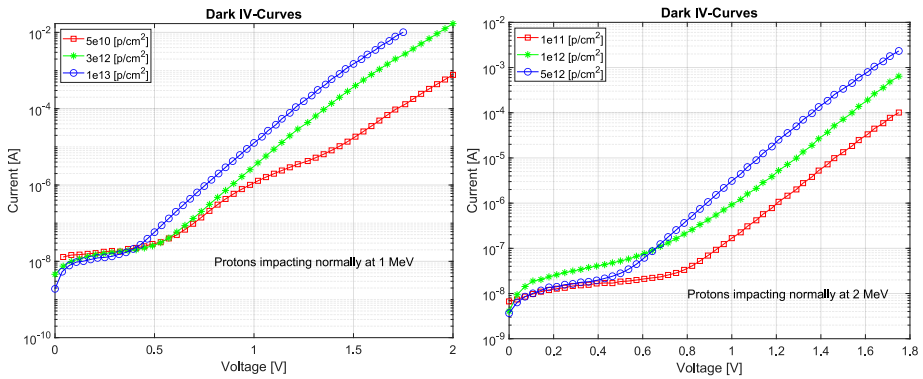 Dark IV-Curves
5e10 [p/cm²]
3e12 [p/cm²]
1e13 [p/cm²]
10⁻²
10⁻⁴
10⁻⁶
10⁻⁸
10⁻¹⁰
Current [A]
Protons impacting normally at 1 MeV
0 0.5 1 1.5 2
Voltage [V]
Dark IV-Curves
1e11 [p/cm²]
1e12 [p/cm²]
5e12 [p/cm²]
10⁻²
10⁻³
10⁻⁴
10⁻⁵
10⁻⁶
10⁻⁷
10⁻⁸
10⁻⁹
Current [A]
Protons impacting normally at 2 MeV
0 0.2 0.4 0.6 0.8 1 1.2 1.4 1.6 1.8
Voltage [V]